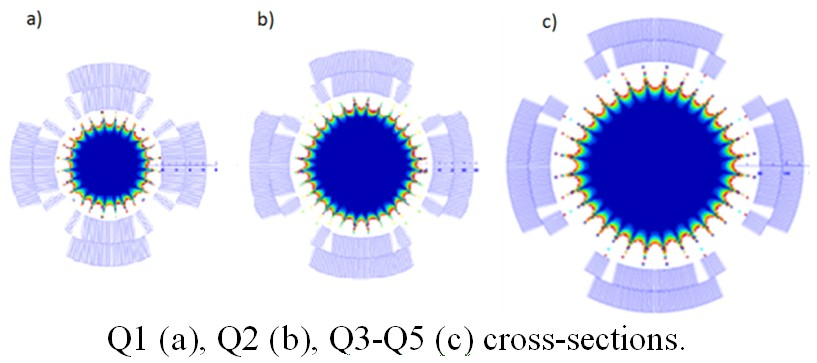 a)
b)
c)
Q1 (a), Q2 (b), Q3-Q5 (c) cross-sections.